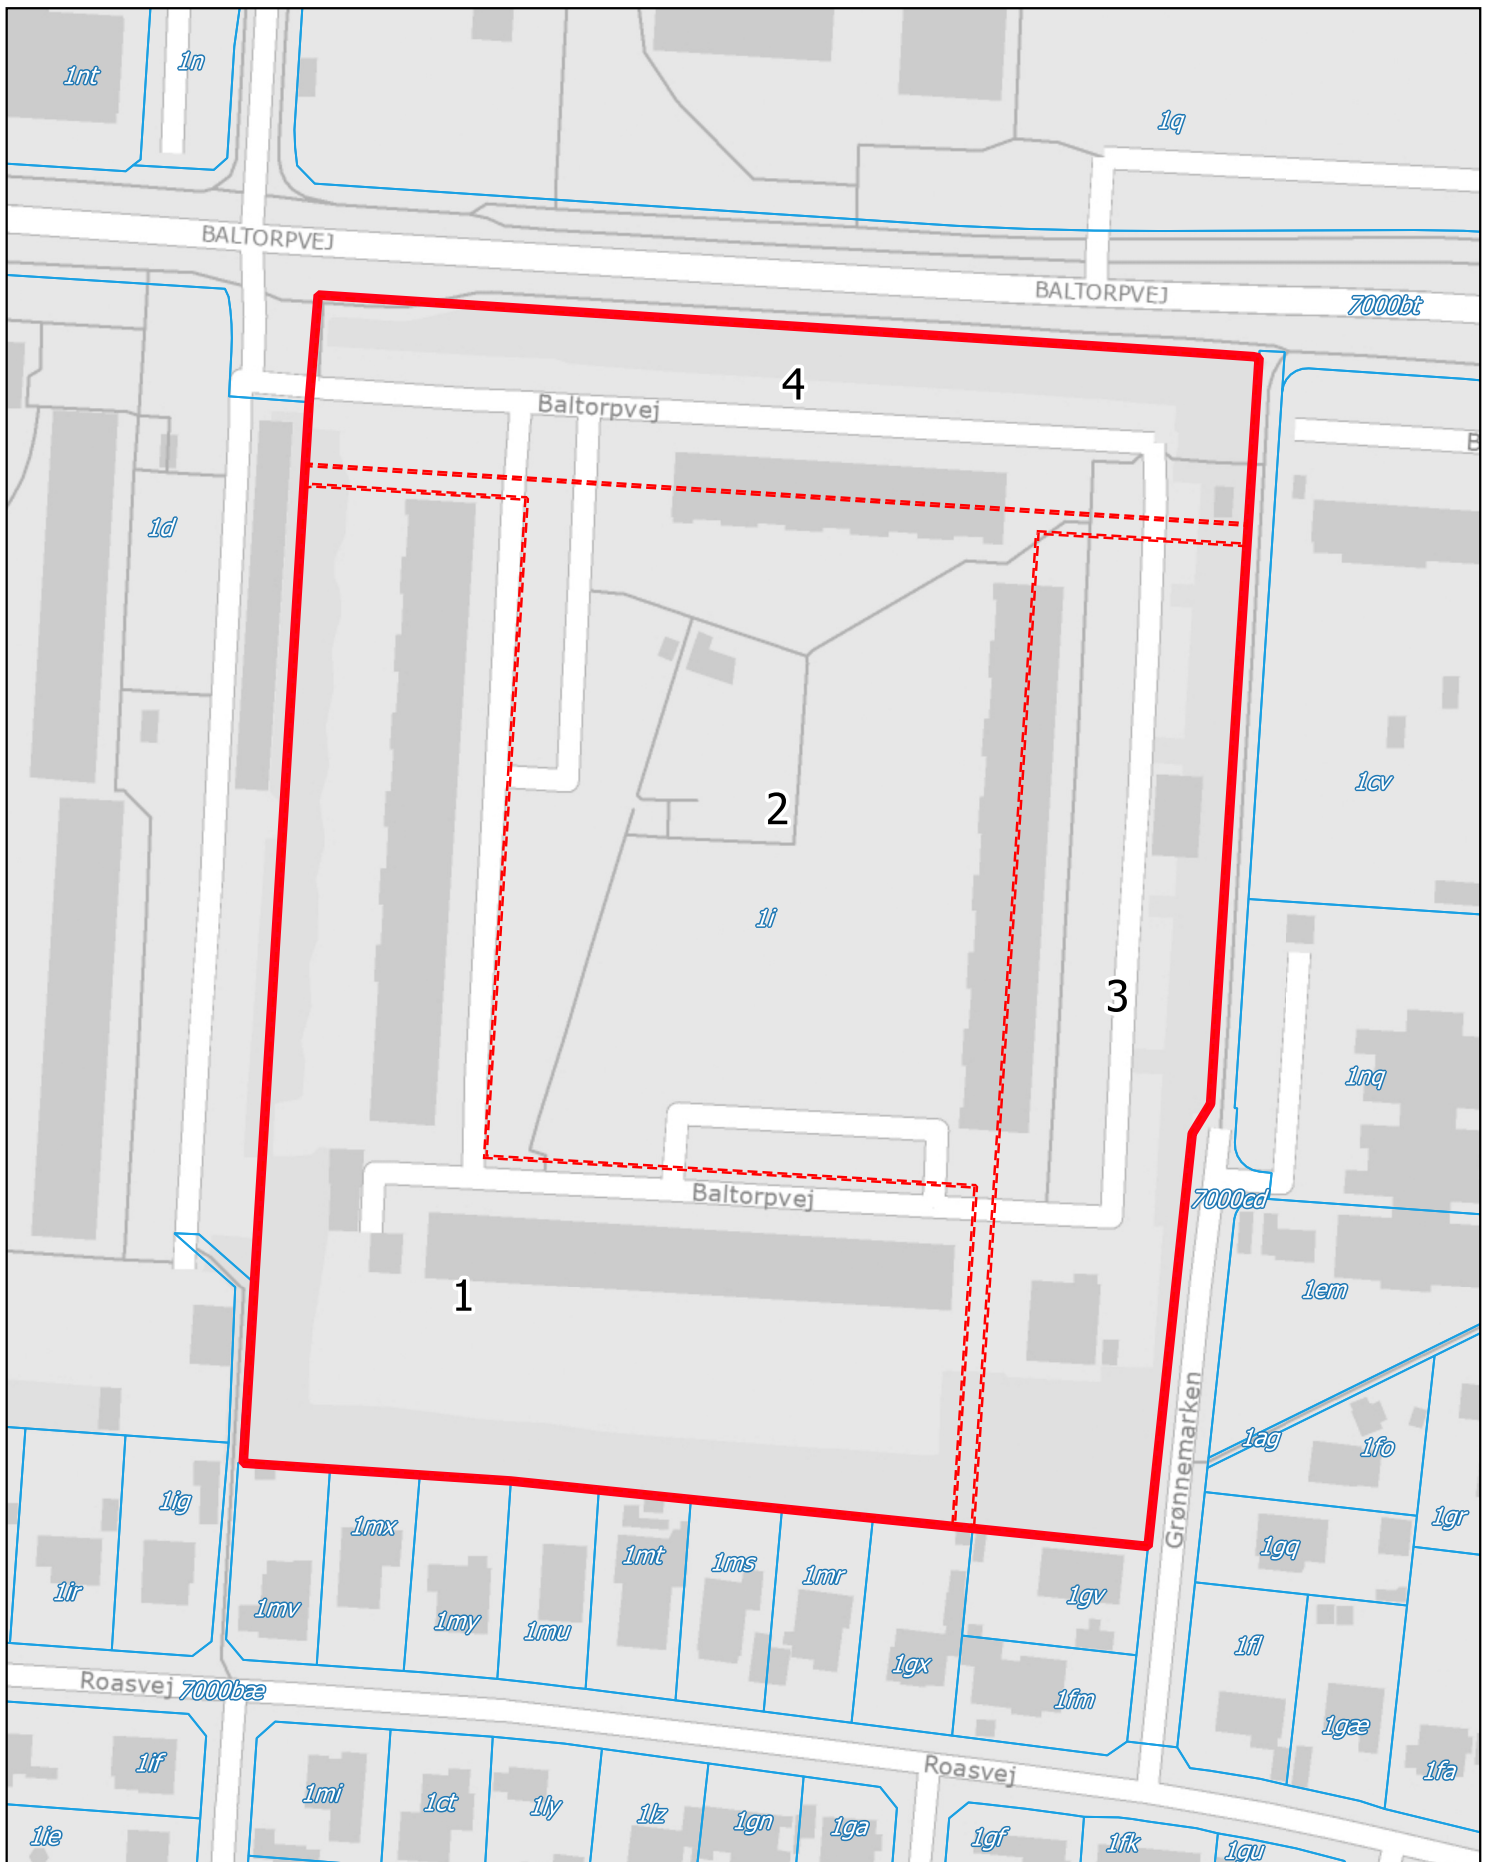 1nt
1n
1q
BALTORPVEJ
BALTORPVEJ
7000bt
4
Baltorpvej
B
1d
2
1cv
1i
3
1nq
Baltorpvej
7000cd
1
1em
Grønnemarken
1ag
1fo
1ig
1mx
1gr
1mt
1ms
1mr
1gq
1ir
1mv
1my
1mu
1gv
1fl
1gx
Roasvej
7000bæ
1fm
1gæ
1if
Roasvej
1fa
1mi
1ct
1ly
1lz
1gn
1ga
1ie
1gf
1fk
1gu